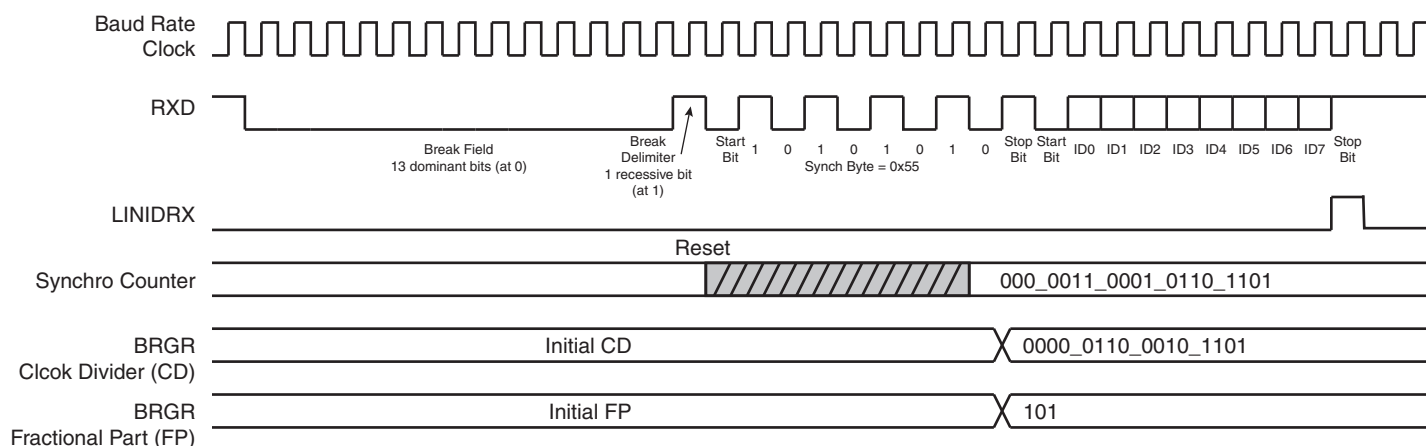 Baud Rate
Clock
RXD
Break Field
13 dominant bits (at 0)
Break
Delimiter
1 recessive bit
(at 1)
Start
Bit
1 0 1 0 1 0 1 0
Synch Byte = 0x55
Stop
Bit
Start
Bit
ID0 ID1 ID2 ID3 ID4 ID5 ID6 ID7
Stop
Bit
LINIDRX
Reset
Synchro Counter
000_0011_0001_0110_1101
BRGR
Clcok Divider (CD)
Initial CD
0000_0110_0010_1101
BRGR
Fractional Part (FP)
Initial FP
101